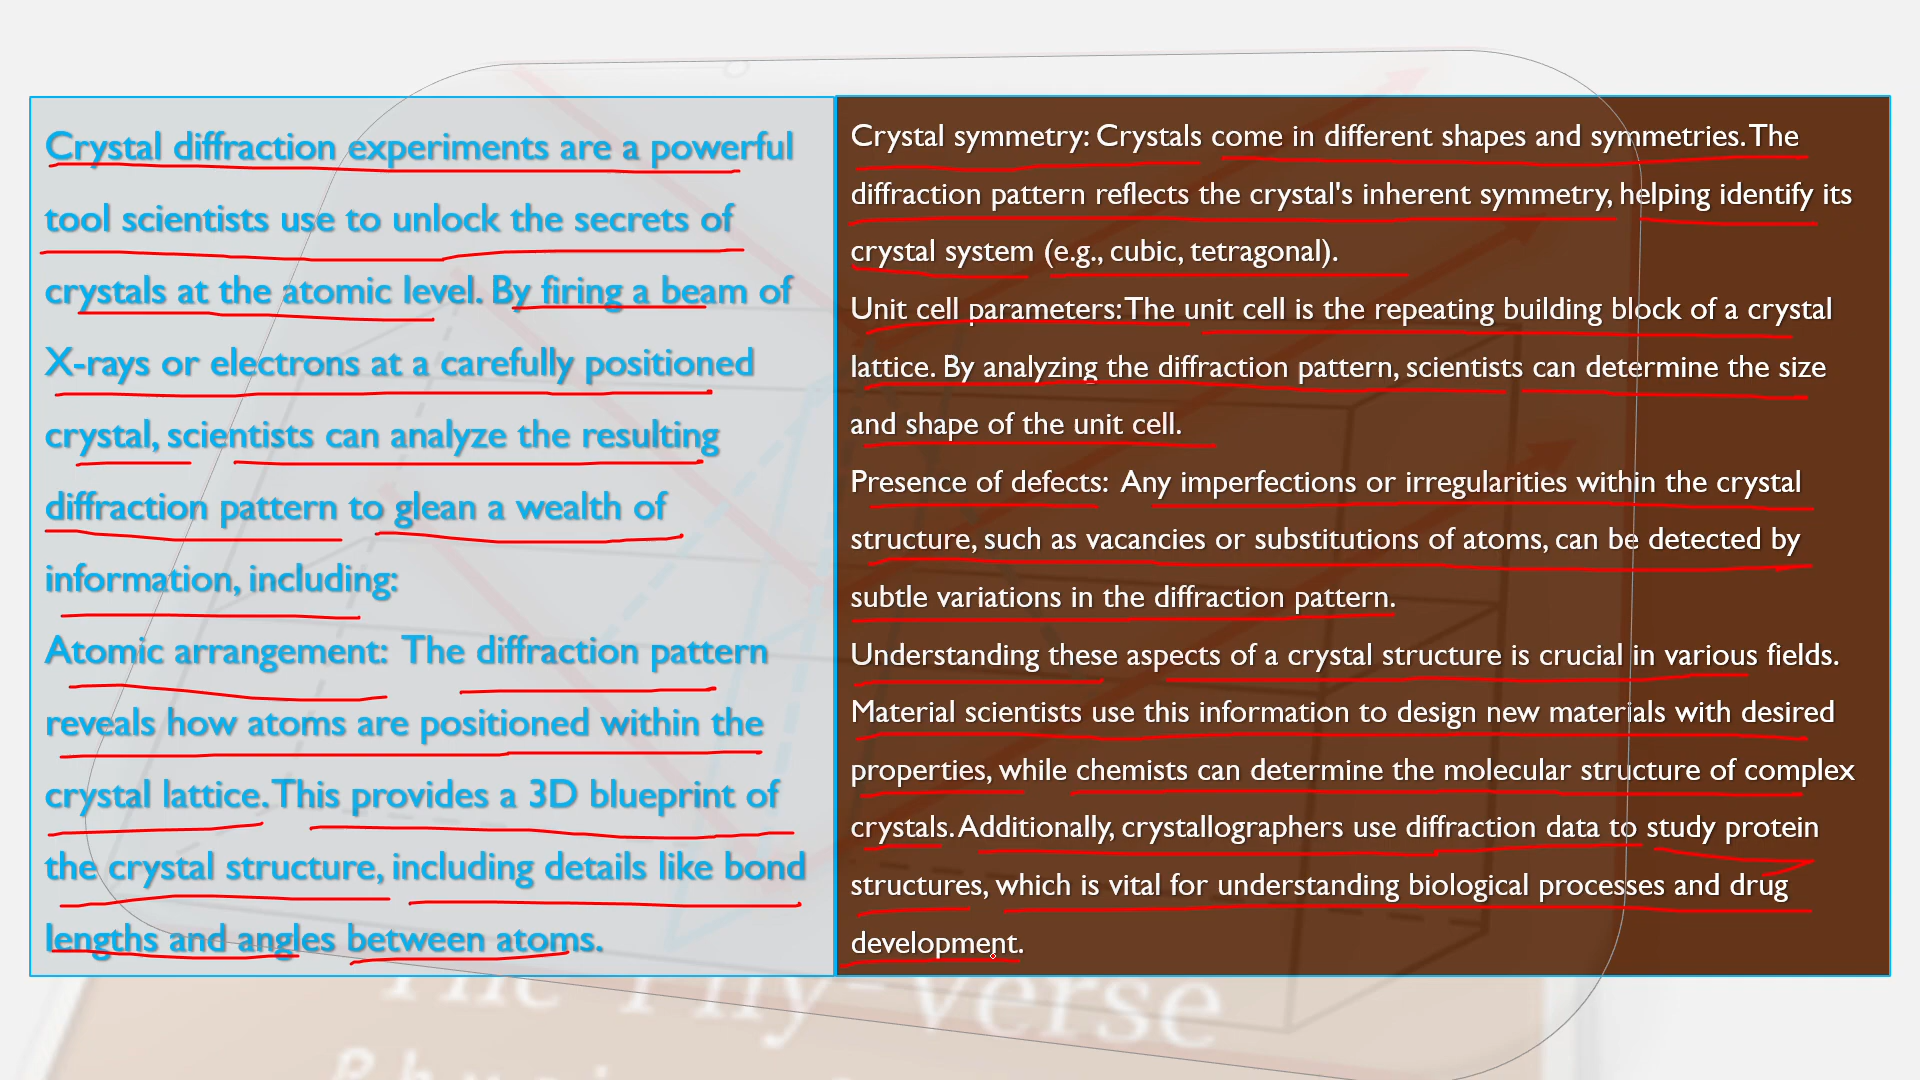 Crystal diffraction experiments are a powerful
tool scientists use to unlock the secrets of
crystals at the atomic level. By firing a beam of
X-rays or electrons at a carefully positioned
crystal, scientists can analyze the resulting
diffraction pattern to glean a wealth of
information, including:
Atomic arrangement: The diffraction pattern
reveals how atoms are positioned within the
crystal lattice. This provides a 3D blueprint of
the crystal structure, including details like bond
lengths and angles between atoms.
Crystal symmetry: Crystals come in different shapes and symmetries. The
diffraction pattern reflects the crystal's inherent symmetry, helping identify its
crystal system (e.g., cubic, tetragonal).
Unit cell parameters: The unit cell is the repeating building block of a crystal
lattice. By analyzing the diffraction pattern, scientists can determine the size
and shape of the unit cell.
Presence of defects: Any imperfections or irregularities within the crystal
structure, such as vacancies or substitutions of atoms, can be detected by
subtle variations in the diffraction pattern.
Understanding these aspects of a crystal structure is crucial in various fields.
Material scientists use this information to design new materials with desired
properties, while chemists can determine the molecular structure of complex
crystals. Additionally, crystallographers use diffraction data to study protein
structures, which is vital for understanding biological processes and drug
development.
The Phy-verse